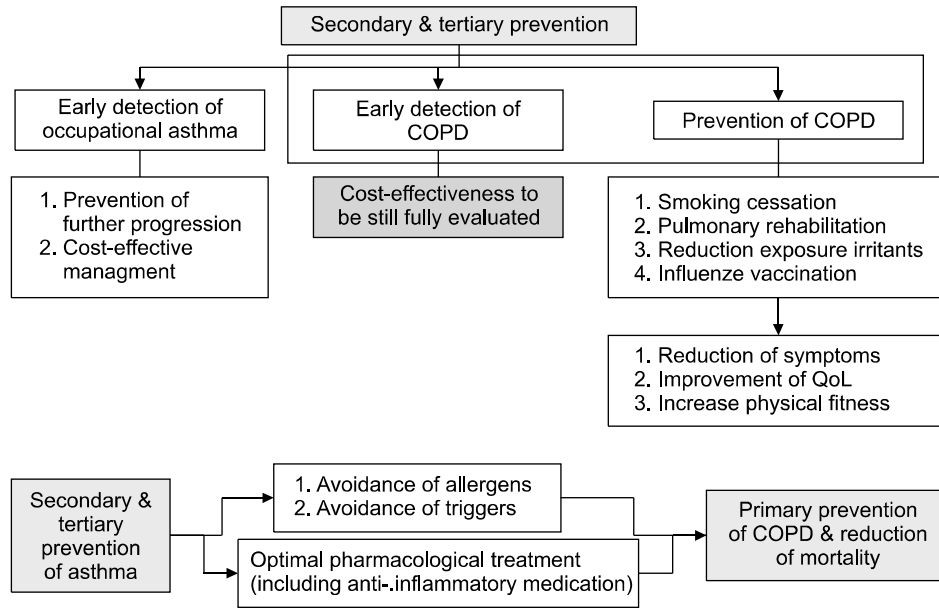 Secondary & tertiary prevention
Early detection of
occupational asthma
Early detection of
COPD
Prevention of COPD
1. Prevention of
further progression
2. Cost-effective
managment
Cost-effectiveness to
be still fully evaluated
1. Smoking cessation
2. Pulmonary rehabilitation
3. Reduction exposure irritants
4. Influenze vaccination
1. Reduction of symptoms
2. Improvement of QoL
3. Increase physical fitness
Secondary &
tertiary
prevention
of asthma
1. Avoidance of allergens
2. Avoidance of triggers
Optimal pharmacological treatment
(including anti-.inflammatory medication)
Primary prevention
of COPD & reduction
of mortality